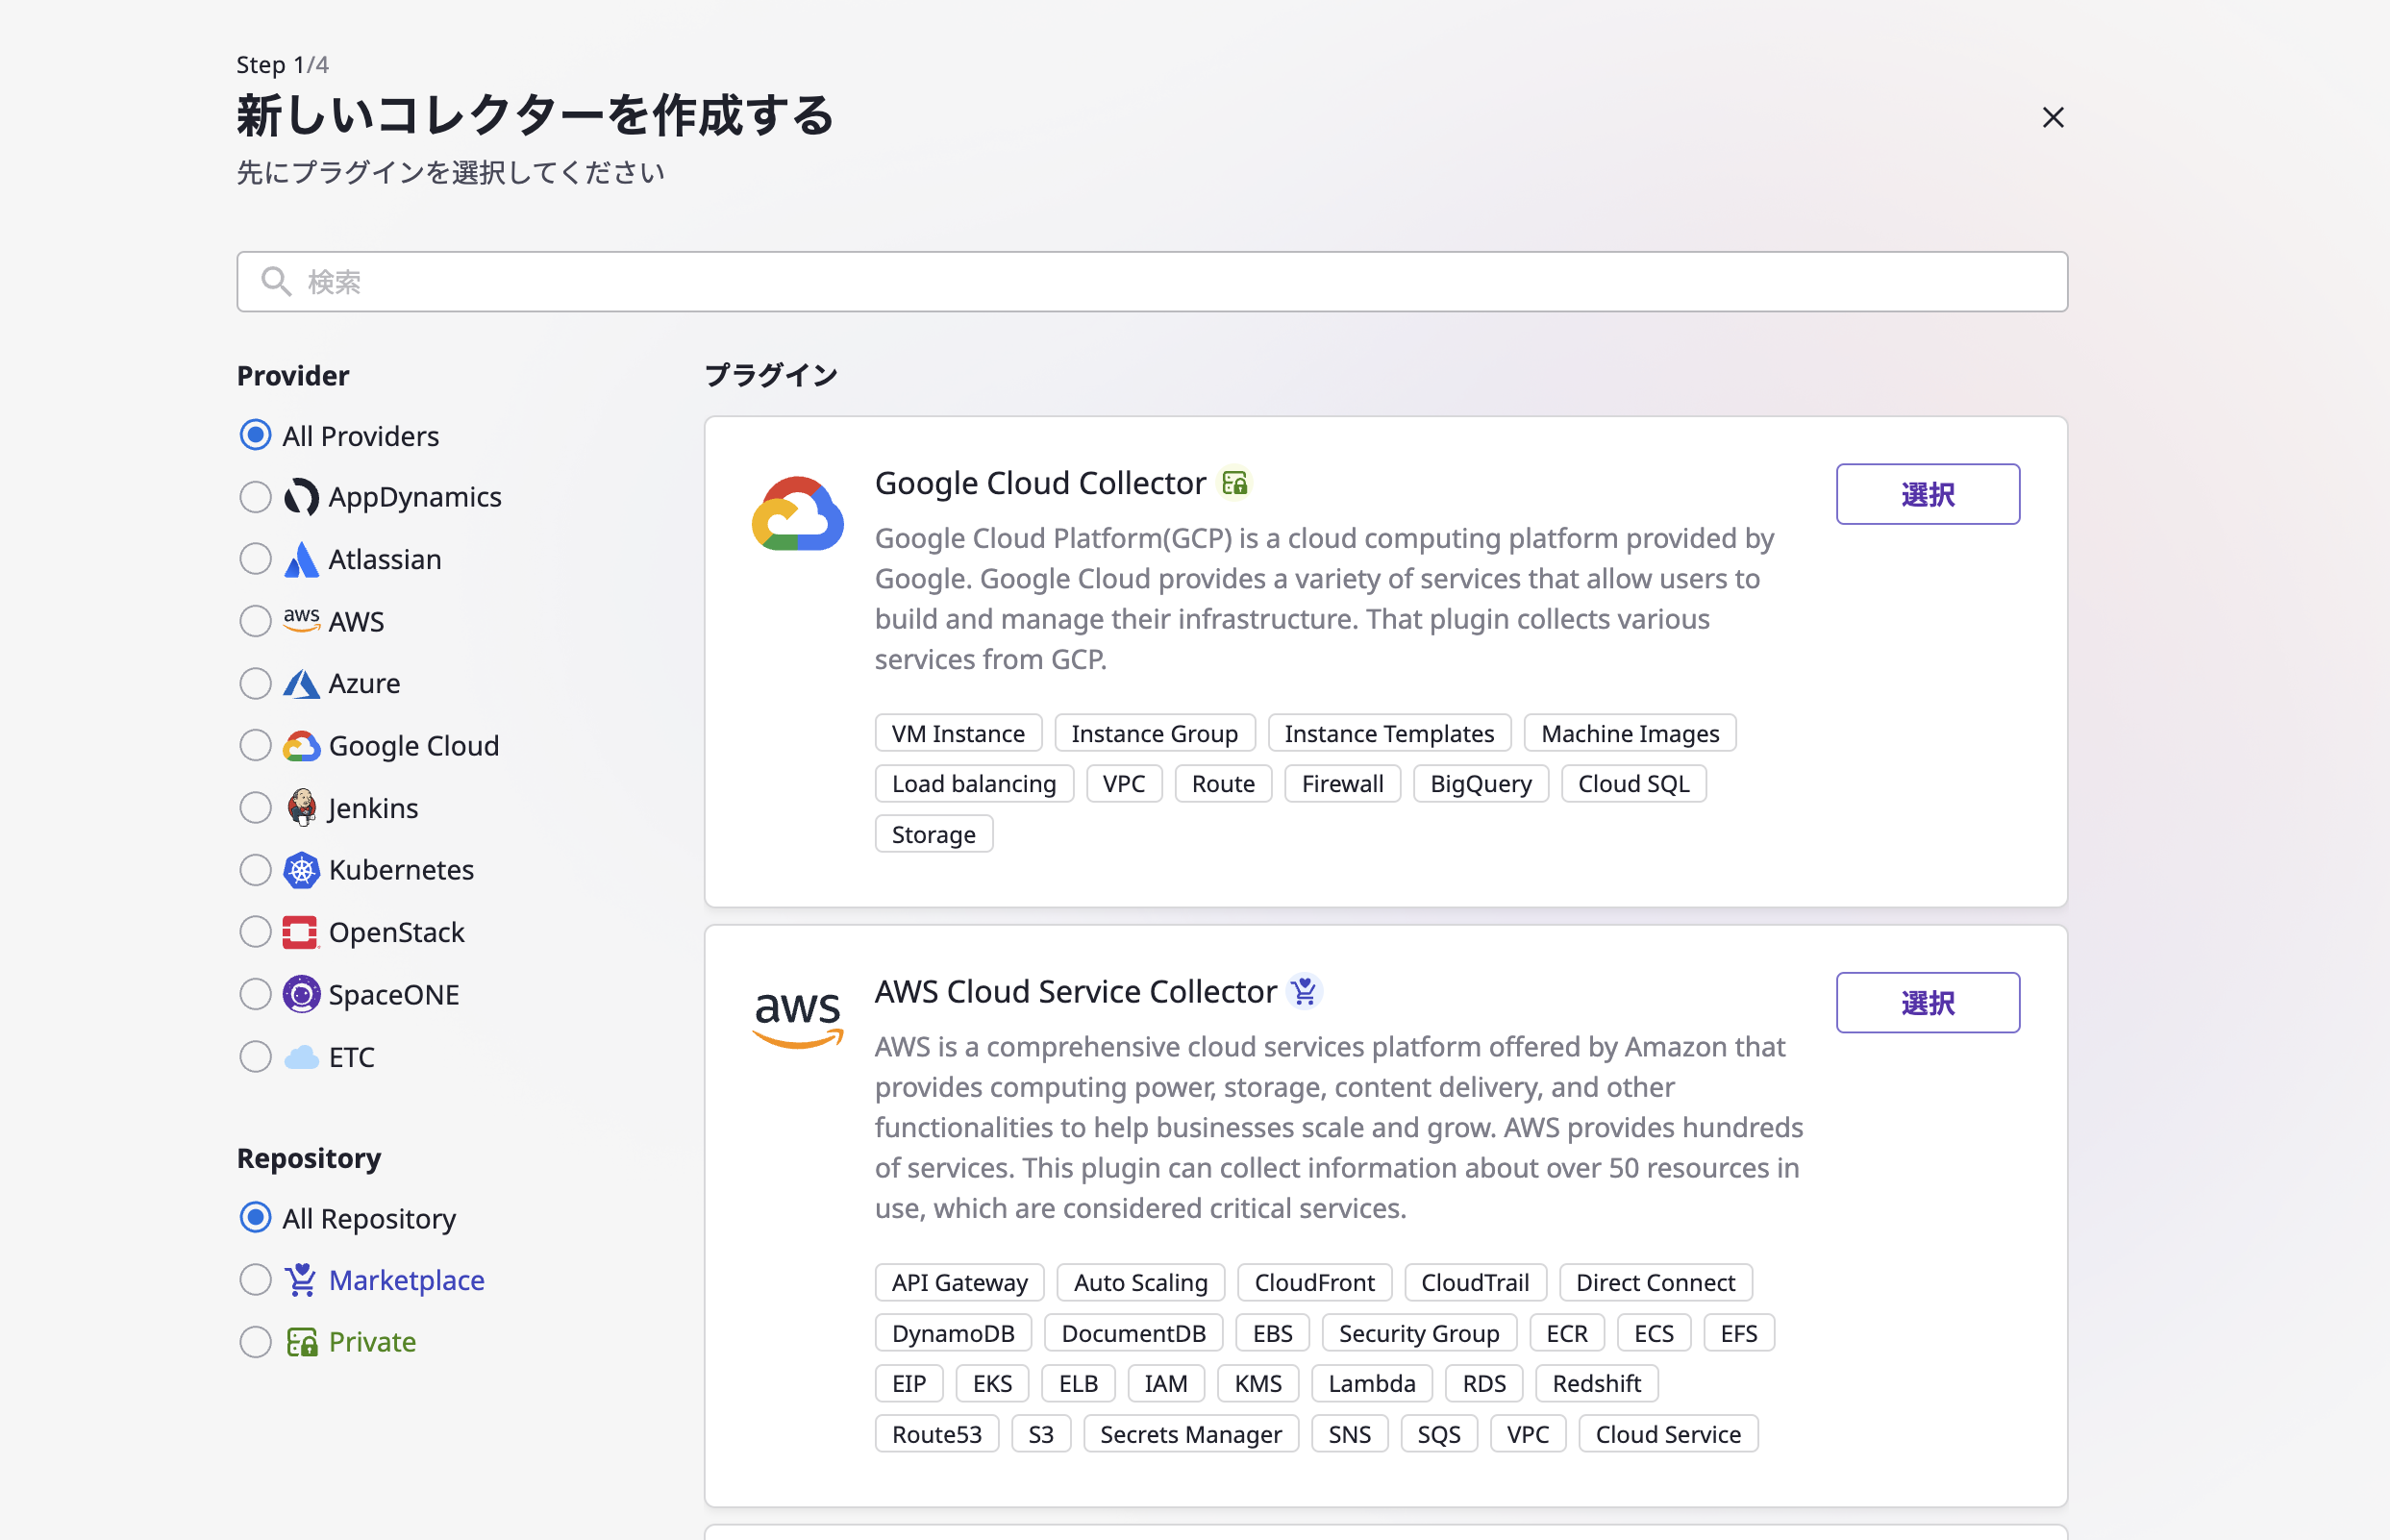 Step 1/4
新しいコレクターを作成する
先にプラグインを選択してください
検索
Provider
All Providers
AppDynamics
Atlassian
aws AWS
Azure
Google Cloud
Jenkins
Kubernetes
OpenStack
SpaceONE
ETC
Repository
All Repository
Marketplace
Private
プラグイン
Google Cloud Collector
選択
Google Cloud Platform(GCP) is a cloud computing platform provided by
Google. Google Cloud provides a variety of services that allow users to
build and manage their infrastructure. That plugin collects various
services from GCP.
VM Instance Instance Group Instance Templates Machine Images
Load balancing VPC Route Firewall BigQuery Cloud SQL
Storage
aws
AWS Cloud Service Collector
選択
AWS is a comprehensive cloud services platform offered by Amazon that
provides computing power, storage, content delivery, and other
functionalities to help businesses scale and grow. AWS provides hundreds
of services. This plugin can collect information about over 50 resources in
use, which are considered critical services.
API Gateway Auto Scaling CloudFront CloudTrail Direct Connect
DynamoDB DocumentDB EBS Security Group ECR ECS EFS
EIP EKS ELB IAM KMS Lambda RDS Redshift
Route53 S3 Secrets Manager SNS SQS VPC Cloud Service